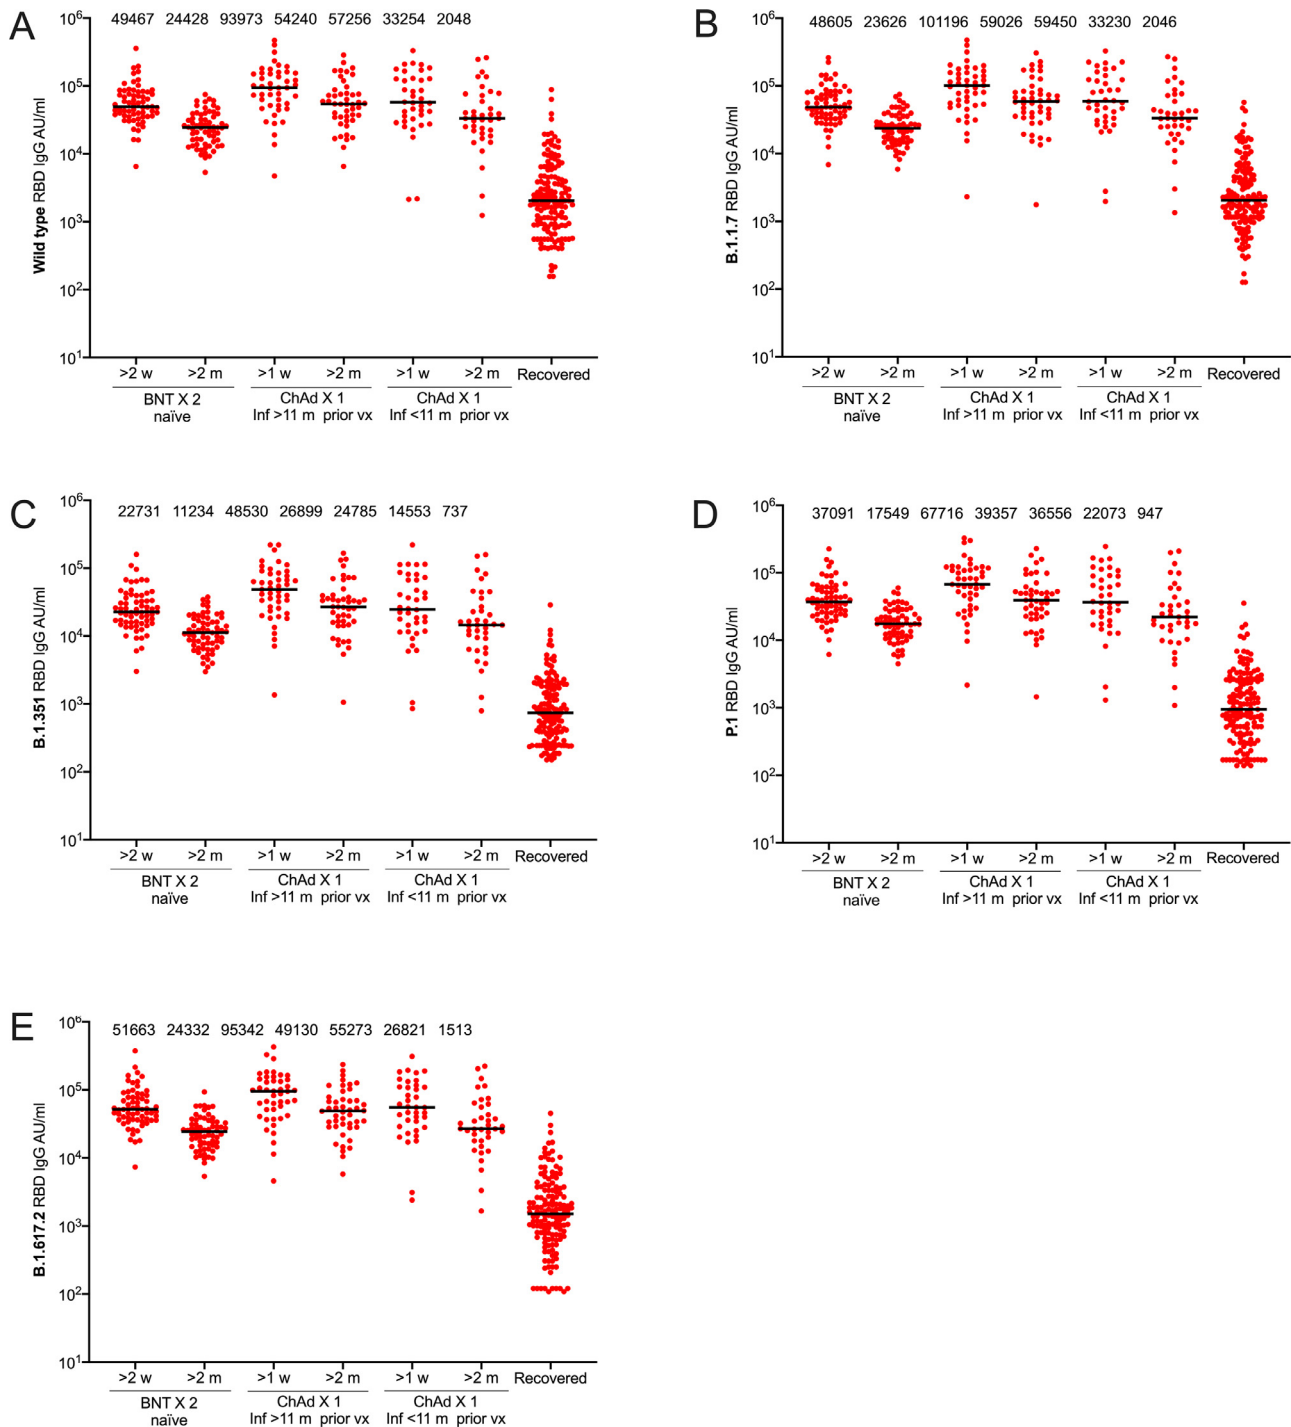 A
49467 24428 93973 54240 57256 33254 2048
Wild type RBD IgG AU/ml
10⁶
10⁵
10⁴
10³
10²
10¹
>2 w >2 m >1 w >2 m >1 w >2 m Recovered
BNT X 2 ChAd X 1 ChAd X 1
naïve Inf >11 m prior vx Inf <11 m prior vx
B
48605 23626 101196 59026 59450 33230 2046
B.1.1.7 RBD IgG AU/ml
10⁶
10⁵
10⁴
10³
10²
10¹
>2 w >2 m >1 w >2 m >1 w >2 m Recovered
BNT X 2 ChAd X 1 ChAd X 1
naïve Inf >11 m prior vx Inf <11 m prior vx
C
22731 11234 48530 26899 24785 14553 737
B.1.351 RBD IgG AU/ml
10⁶
10⁵
10⁴
10³
10²
10¹
>2 w >2 m >1 w >2 m >1 w >2 m Recovered
BNT X 2 ChAd X 1 ChAd X 1
naïve Inf >11 m prior vx Inf <11 m prior vx
D
37091 17549 67716 39357 36556 22073 947
P.1 RBD IgG AU/ml
10⁶
10⁵
10⁴
10³
10²
10¹
>2 w >2 m >1 w >2 m >1 w >2 m Recovered
BNT X 2 ChAd X 1 ChAd X 1
naïve Inf >11 m prior vx Inf <11 m prior vx
E
51663 24332 95342 49130 55273 26821 1513
B.1.617.2 RBD IgG AU/ml
10⁶
10⁵
10⁴
10³
10²
10¹
>2 w >2 m >1 w >2 m >1 w >2 m Recovered
BNT X 2 ChAd X 1 ChAd X 1
naïve Inf >11 m prior vx Inf <11 m prior vx